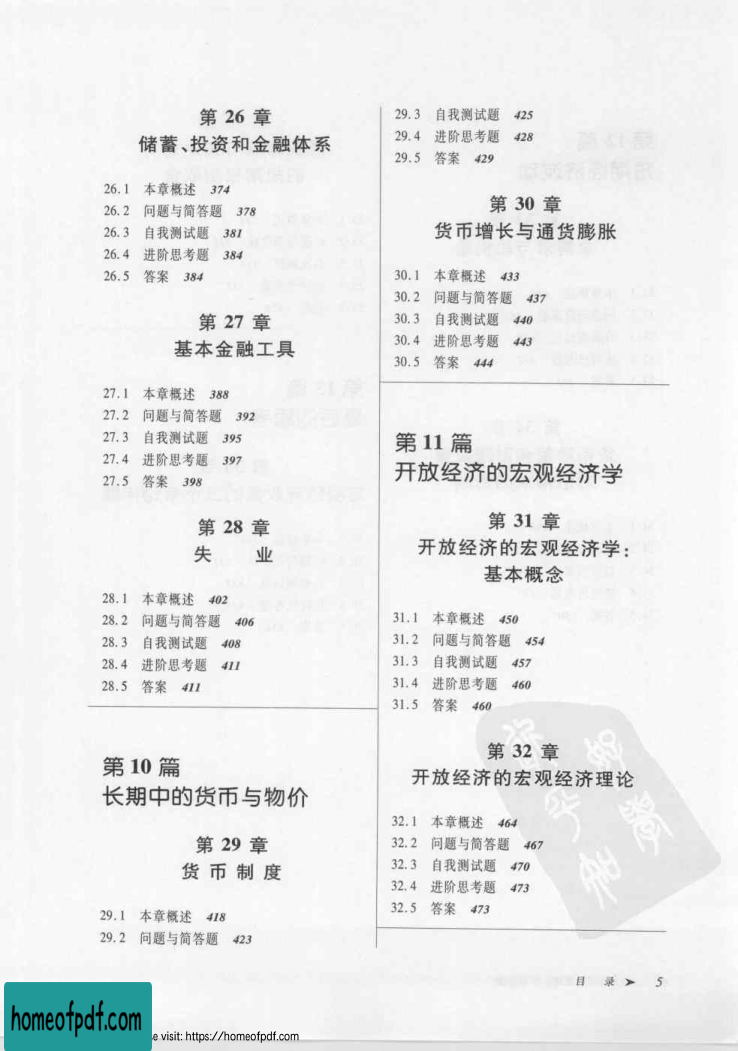 第 26 章
储蓄、投资和金融体系
26.1 本章概述 374
26.2 问题与简答题 378
26.3 自我测试题 381
26.4 进阶思考题 384
26.5 答案 384
第 27 章
基本金融工具
27.1 本章概述 388
27.2 问题与简答题 392
27.3 自我测试题 395
27.4 进阶思考题 397
27.5 答案 398
第 28 章
失 业
28.1 本章概述 402
28.2 问题与简答题 406
28.3 自我测试题 408
28.4 进阶思考题 411
28.5 答案 411
第 10 篇
长期中的货币与物价
第 29 章
货 币 制 度
29.1 本章概述 418
29.2 问题与简答题 423
29.3 自我测试题 425
29.4 进阶思考题 428
29.5 答案 429
第 30 章
货币增长与通货膨胀
30.1 本章概述 433
30.2 问题与简答题 437
30.3 自我测试题 440
30.4 进阶思考题 443
30.5 答案 444
第 11 篇
开放经济的宏观经济学
第 31 章
开放经济的宏观经济学：
基本概念
31.1 本章概述 450
31.2 问题与简答题 454
31.3 自我测试题 457
31.4 进阶思考题 460
31.5 答案 460
第 32 章
开放经济的宏观经济理论
32.1 本章概述 464
32.2 问题与简答题 467
32.3 自我测试题 470
32.4 进阶思考题 473
32.5 答案 473
目 录 ➤ 5
homeofpdf.com
se visit: https://homeofpdf.com